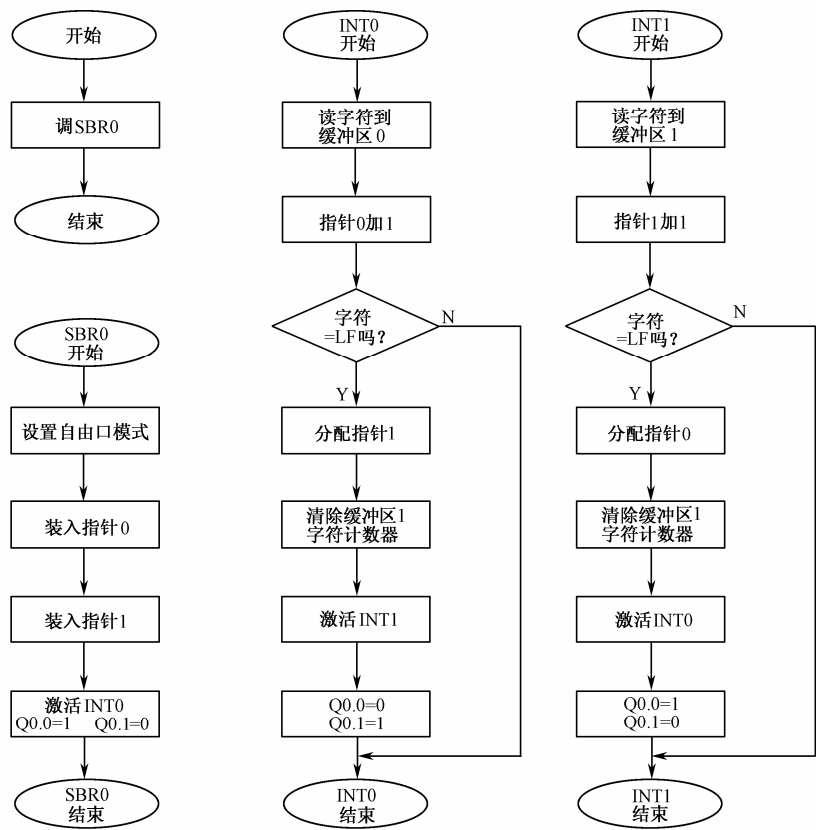 开始
调SBR0
结束
SBR0
开始
设置自由口模式
装入指针0
装入指针1
激活INT0
Q0.0=1 Q0.1=0
SBR0
结束
INT0
开始
读字符到
缓冲区0
指针0加1
字符
=LF吗?
N
Y
分配指针1
清除缓冲区1
字符计数器
激活INT1
Q0.0=0
Q0.1=1
INT0
结束
INT1
开始
读字符到
缓冲区1
指针1加1
字符
=LF吗?
N
Y
分配指针0
清除缓冲区1
字符计数器
激活INT0
Q0.0=1
Q0.1=0
INT1
结束